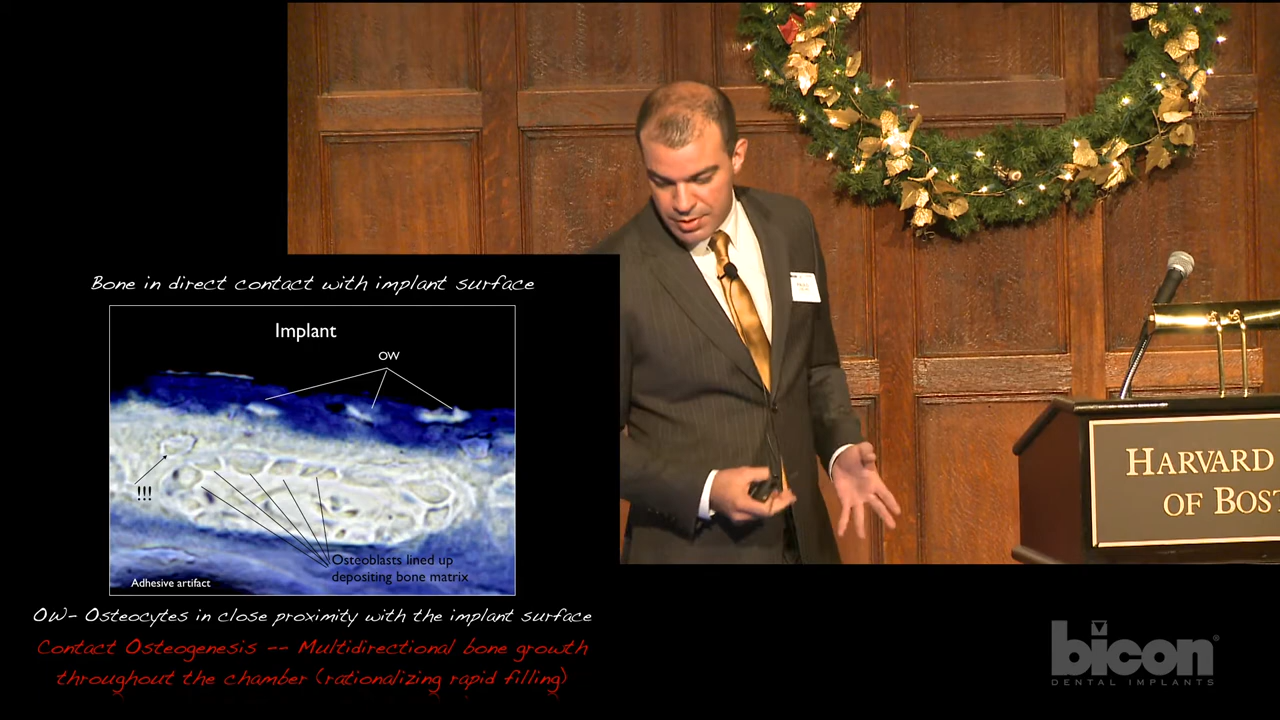 Bone in direct contact with implant surface
Implant
OW
!!!
Osteoblasts lined up
depositing bone matrix
Adhesive artifact
OW- Osteocytes in close proximity with the implant surface
Contact Osteogenesis -- Multidirectional bone growth
throughout the chamber (rationalizing rapid filling)
HARVARD
OF BOST
bicon®
DENTAL IMPLANTS